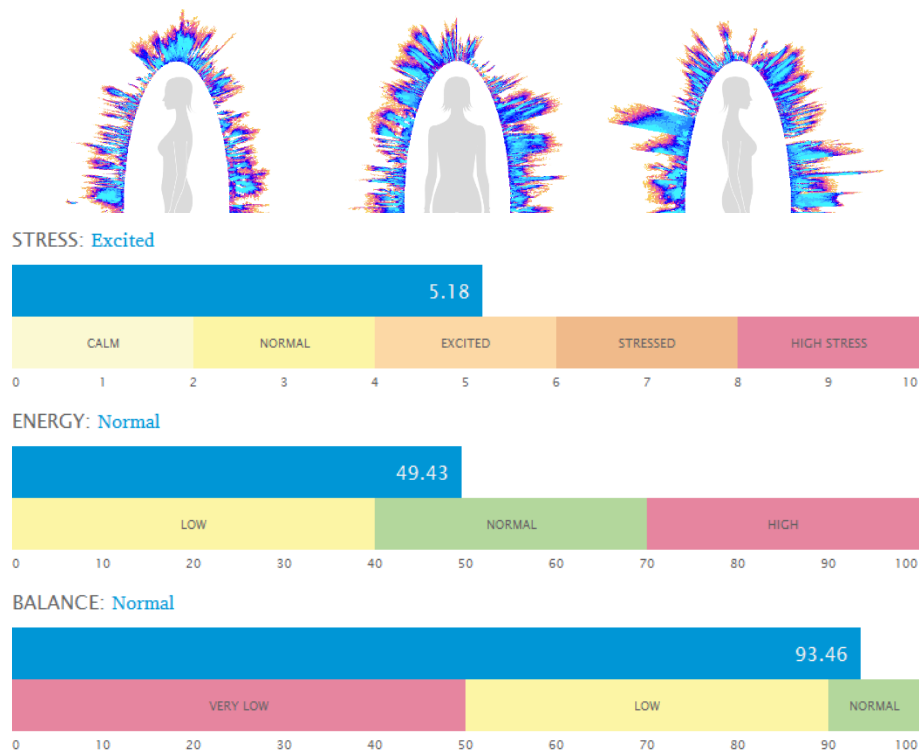 STRESS: Excited
5.18
CALM NORMAL EXCITED STRESSED HIGH STRESS
0 1 2 3 4 5 6 7 8 9 10
ENERGY: Normal
49.43
LOW NORMAL HIGH
0 10 20 30 40 50 60 70 80 90 100
BALANCE: Normal
93.46
VERY LOW LOW NORMAL
0 10 20 30 40 50 60 70 80 90 100